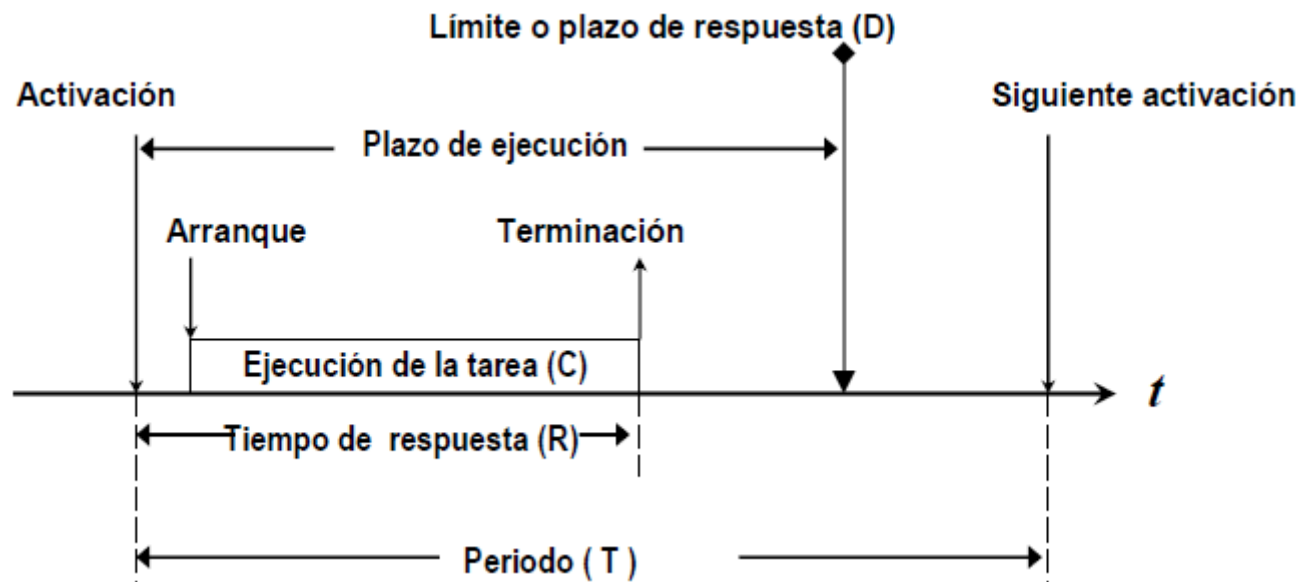 Límite o plazo de respuesta (D)
Activación
Siguiente activación
Plazo de ejecución
Arranque
Terminación
Ejecución de la tarea (C)
t
Tiempo de respuesta (R)
Periodo ( T )